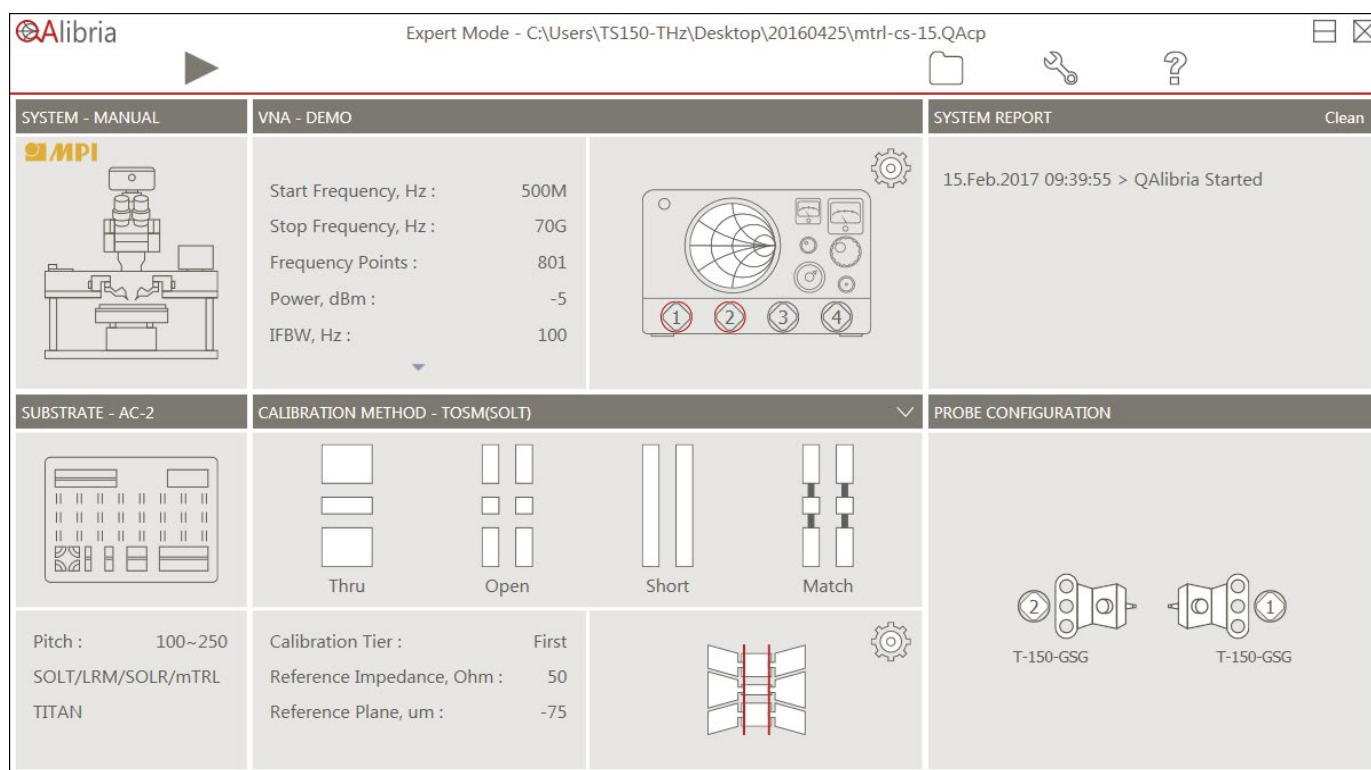 QAlibria
Expert Mode - C:\Users\TS150-THz\Desktop\20160425\mtrl-cs-15.QAcp
SYSTEM - MANUAL
VNA - DEMO
SYSTEM REPORT
Clean
MPI
Start Frequency, Hz : 500M
Stop Frequency, Hz : 70G
Frequency Points : 801
Power, dBm : -5
IFBW, Hz : 100
1 2 3 4
15.Feb.2017 09:39:55 > QAlibria Started
SUBSTRATE - AC-2
CALIBRATION METHOD - TOSM(SOLT)
PROBE CONFIGURATION
Thru Open Short Match
Pitch : 100~250
SOLT/LRM/SOLR/mTRL
TITAN
Calibration Tier : First
Reference Impedance, Ohm : 50
Reference Plane, um : -75
2 1
T-150-GSG T-150-GSG